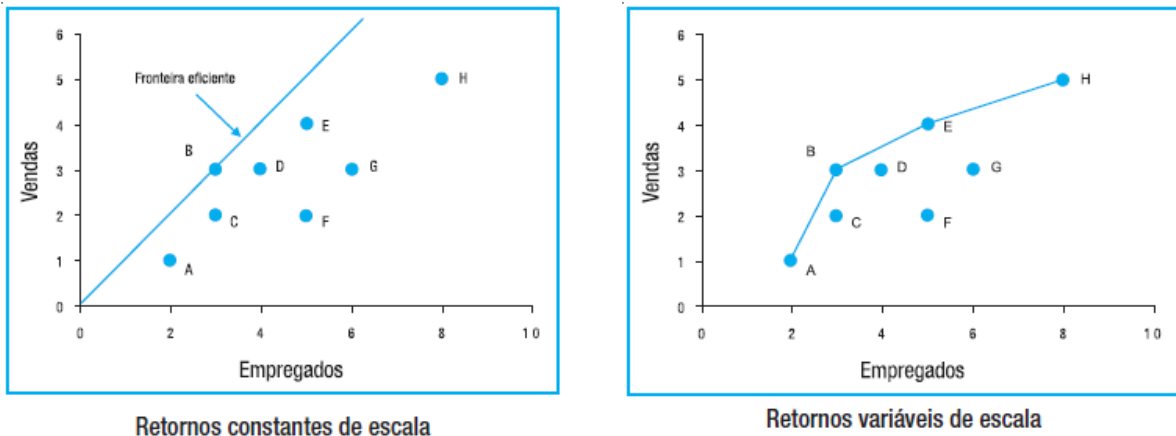 6
5
4
3
2
1
0
Vendas
Fronteira eficiente
H
E
B
D
G
C
F
A
0
2
4
6
8
10
Empregados
Retornos constantes de escala
6
5
4
3
2
1
0
Vendas
H
E
B
D
G
C
F
A
0
2
4
6
8
10
Empregados
Retornos variáveis de escala